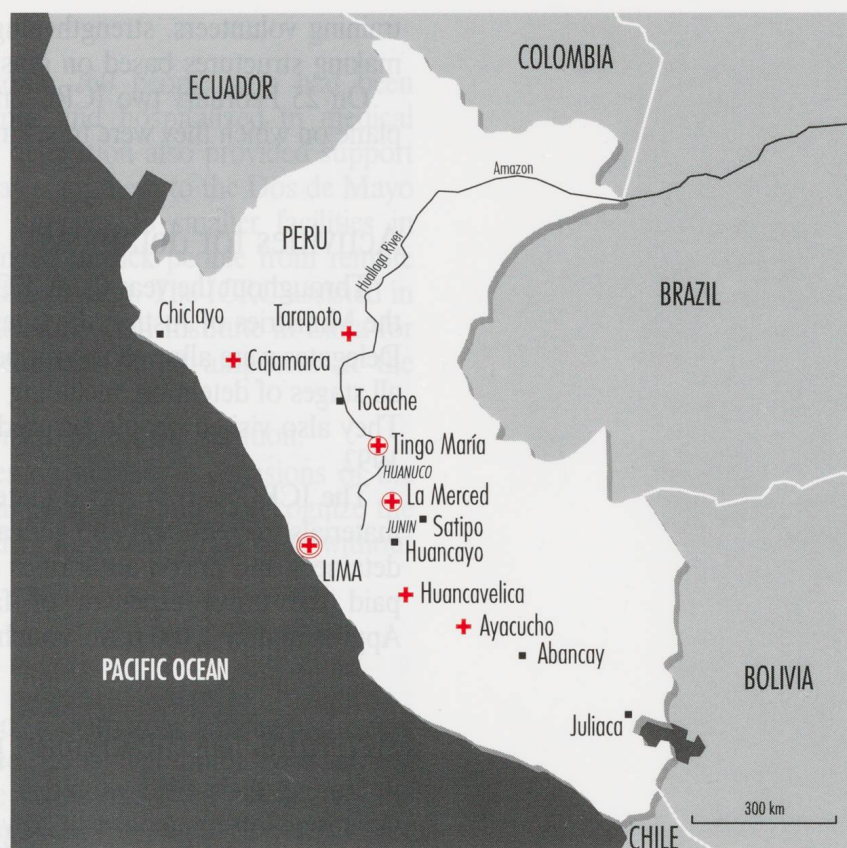 COLOMBIA
ECUADOR
Amazon
PERU
Huallaga River
BRAZIL
Chiclayo
Tarapoto
Cajamarca
Tocache
Tingo María
HUANUCO
La Merced
JUNIN
Satipo
Huancayo
LIMA
Huancavelica
Ayacucho
PACIFIC OCEAN
Abancay
BOLIVIA
Juliaca
300 km
CHILE